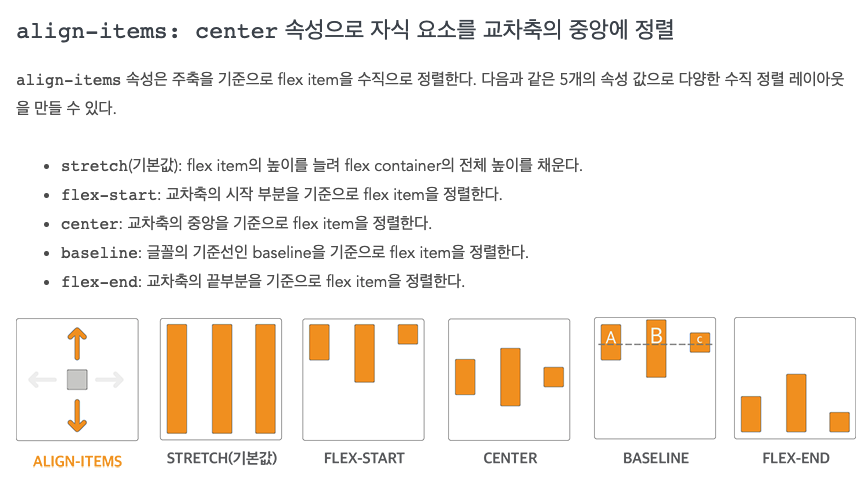 align-items: center 속성으로 자식 요소를 교차축의 중앙에 정렬
align-items 속성은 주축을 기준으로 flex item을 수직으로 정렬한다. 다음과 같은 5개의 속성 값으로 다양한 수직 정렬 레이아웃
을 만들 수 있다.
• stretch(기본값): flex item의 높이를 늘려 flex container의 전체 높이를 채운다.
• flex-start: 교차축의 시작 부분을 기준으로 flex item을 정렬한다.
• center: 교차축의 중앙을 기준으로 flex item을 정렬한다.
• baseline: 글꼴의 기준선인 baseline을 기준으로 flex item을 정렬한다.
• flex-end: 교차축의 끝부분을 기준으로 flex item을 정렬한다.
A B c
ALIGN-ITEMS STRETCH(기본값) FLEX-START CENTER BASELINE FLEX-END